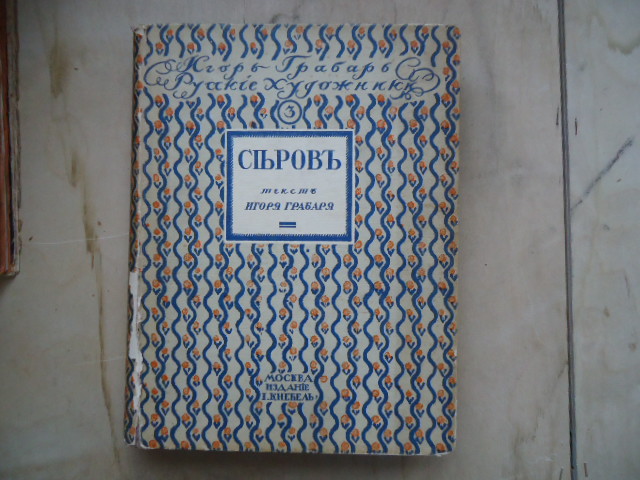 Игорь Грабарь
Русскіе художники
3
СѢРОВЪ
текстъ
ИГОРЯ ГРАБАРЯ
МОСКВА
ИЗДАНІЕ
І. КНЕБЕЛЬ